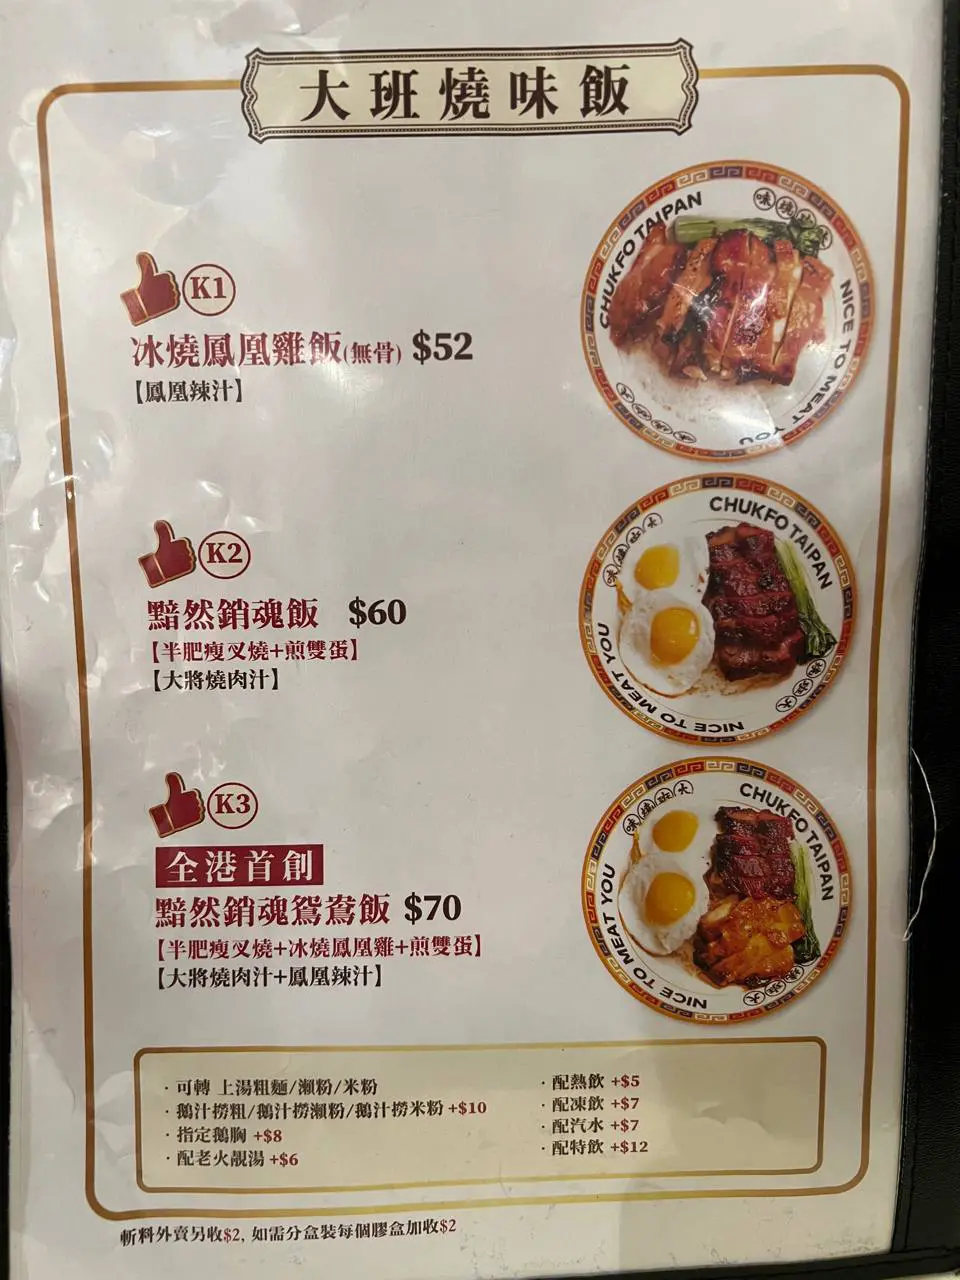 大班燒味飯
K1
冰燒鳳凰雞飯(無骨) $52
【鳳凰辣汁】
CHUKFO TAIPAN
NICE TO MEAT YOU
K2
黯然銷魂飯 $60
【半肥瘦叉燒+煎雙蛋】
【大將燒肉汁】
CHUKFO TAIPAN
NICE TO MEAT YOU
K3
全港首創
黯然銷魂鴛鴦飯 $70
【半肥瘦叉燒+冰燒鳳凰雞+煎雙蛋】
【大將燒肉汁+鳳凰辣汁】
CHUKFO TAIPAN
NICE TO MEAT YOU
· 可轉 上湯粗麵/瀨粉/米粉
· 鵝汁撈粗/鵝汁撈瀨粉/鵝汁撈米粉 +$10
· 指定鵝胸 +$8
· 配老火靚湯 +$6
· 配熱飲 +$5
· 配凍飲 +$7
· 配汽水 +$7
· 配特飲 +$12
斬料外賣另收$2, 如需分盒裝每個膠盒加收$2